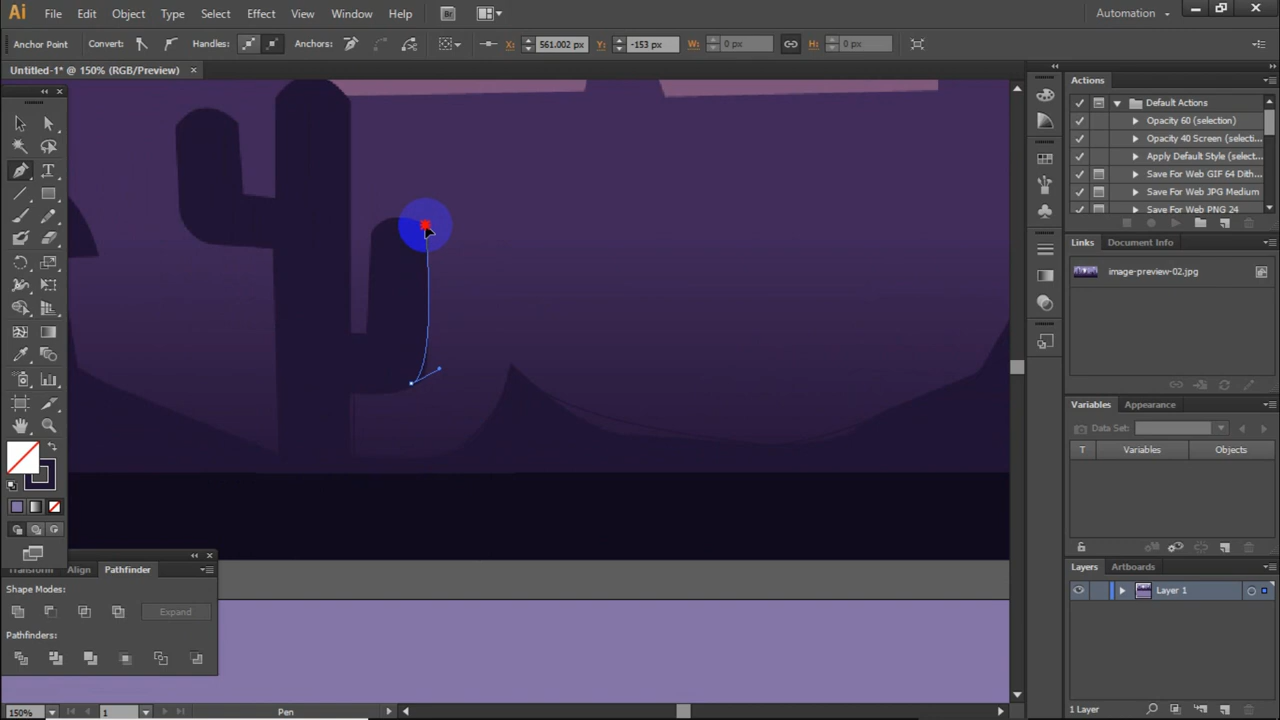 Ai File Edit Object Type Select Effect View Window Help Br Automation
Anchor Point Convert: Handles: Anchors: X: 561.002 px Y: -153 px W: 0 px H: 0 px
Untitled-1* @ 150% (RGB/Preview)
Actions
Default Actions
Opacity 60 (selection)
Opacity 40 Screen (selecti...
Apply Default Style (select...
Save For Web GIF 64 Dith...
Save For Web JPG Medium
Save For Web PNG 24
Links Document Info
image-preview-02.jpg
Variables Appearance
Data Set:
T Variables Objects
Transform Align Pathfinder
Shape Modes:
Expand
Pathfinders:
Layers Artboards
Layer 1
1 Layer
150% 1 Pen